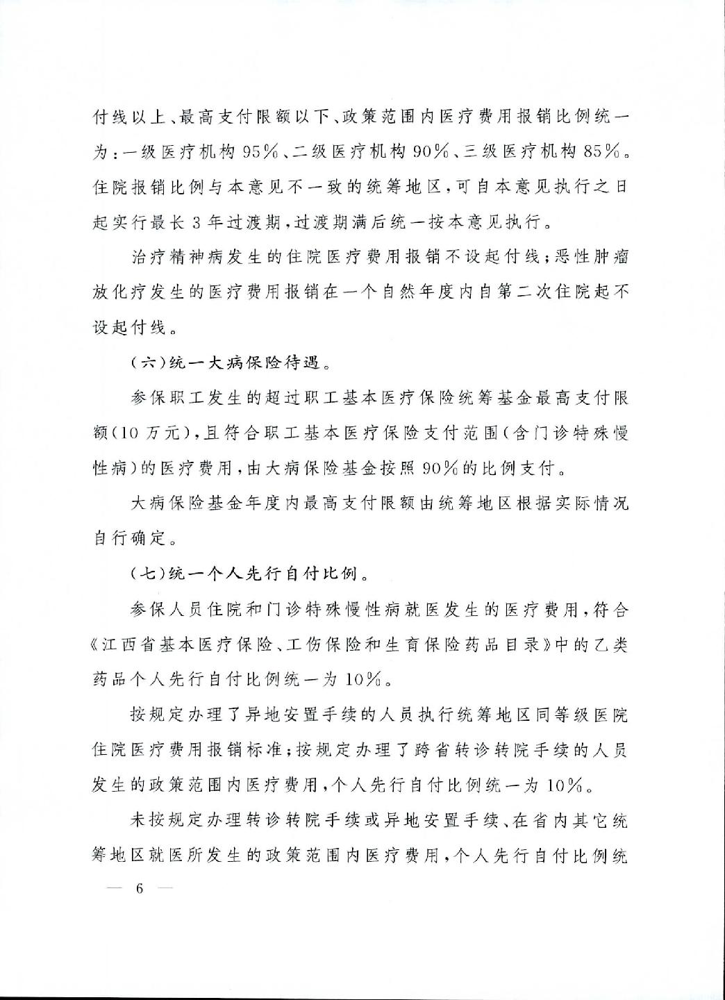 付线以上、最高支付限额以下、政策范围内医疗费用报销比例统一
为:一级医疗机构95%、二级医疗机构90%、三级医疗机构85%。
住院报销比例与本意见不一致的统筹地区,可自本意见执行之日
起实行最长3年过渡期,过渡期满后统一按本意见执行。
治疗精神病发生的住院医疗费用报销不设起付线;恶性肿瘤
放化疗发生的医疗费用报销在一个自然年度内自第二次住院起不
设起付线。
(六)统一大病保险待遇。
参保职工发生的超过职工基本医疗保险统筹基金最高支付限
额(10万元),且符合职工基本医疗保险支付范围(含门诊特殊慢
性病)的医疗费用,由大病保险基金按照90%的比例支付。
大病保险基金年度内最高支付限额由统筹地区根据实际情况
自行确定。
(七)统一个人先行自付比例。
参保人员住院和门诊特殊慢性病就医发生的医疗费用,符合
《江西省基本医疗保险、工伤保险和生育保险药品目录》中的乙类
药品个人先行自付比例统一为10%。
按规定办理了异地安置手续的人员执行统筹地区同等级医院
住院医疗费用报销标准;按规定办理了跨省转诊转院手续的人员
发生的政策范围内医疗费用,个人先行自付比例统一为10%。
未按规定办理转诊转院手续或异地安置手续、在省内其它统
筹地区就医所发生的政策范围内医疗费用,个人先行自付比例统
— 6 —